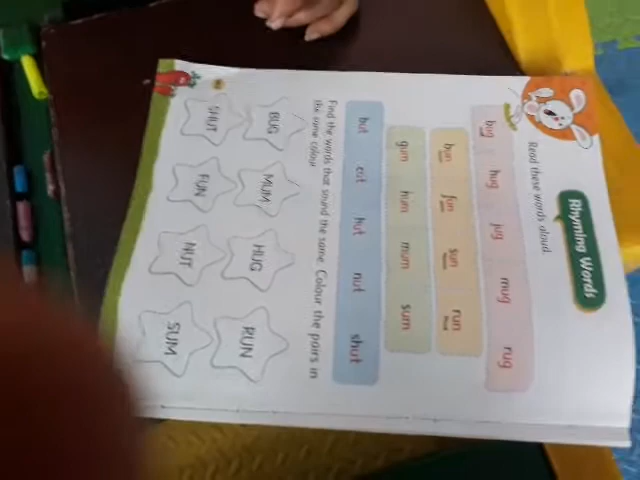 Rhyming Words
Read these words aloud.
bug hug jug mug rug
bun fun sun run
gum hum mum sum
but cut hut nut shut
Find the words that sound the same. Colour the pairs in
the same colour.
BUG MUM HUG RUN
SHUT FUN NUT SUM